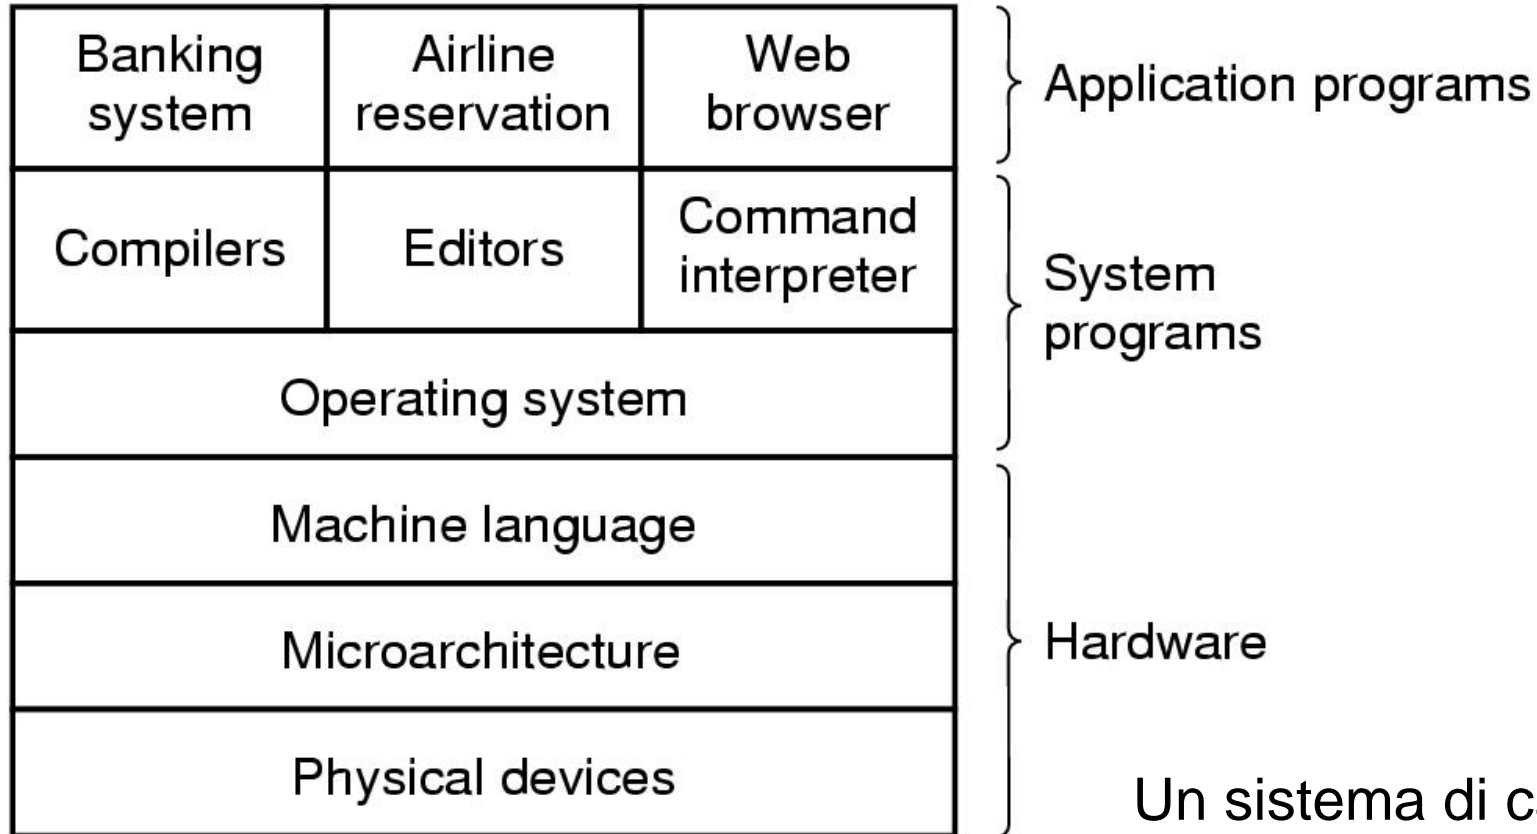 Banking
system
Airline
reservation
Web
browser
Application programs
Compilers
Editors
Command
interpreter
System
programs
Operating system
Machine language
Microarchitecture
Hardware
Physical devices
Un sistema di